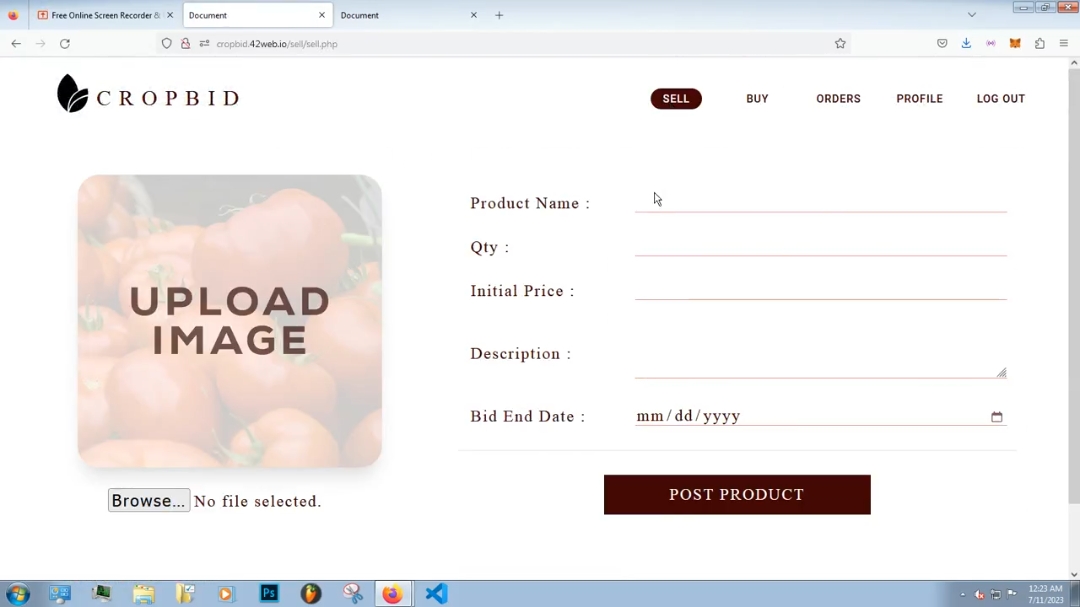 Free Online Screen Recorder &
Document
Document
cropbid.42web.io/sell/sell.php
CROPBID
SELL
BUY
ORDERS
PROFILE
LOG OUT
UPLOAD
IMAGE
Browse... No file selected.
Product Name :
Qty :
Initial Price :
Description :
Bid End Date :
mm/dd/yyyy
POST PRODUCT
Ps
12:23 AM
7/11/2023